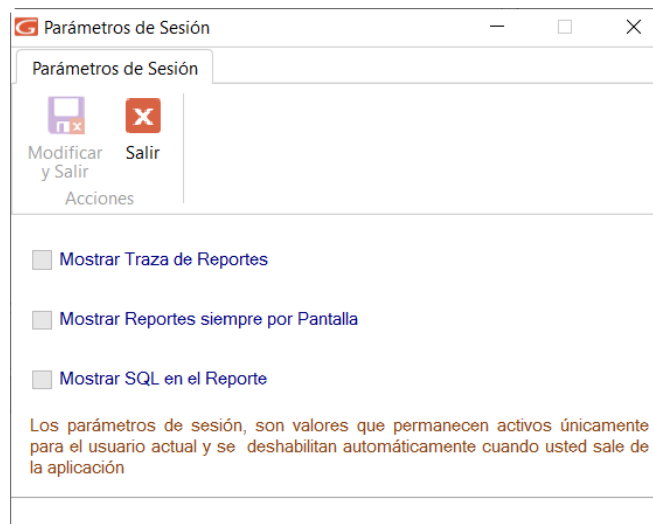 Parámetros de Sesión
Parámetros de Sesión
Modificar
y Salir
Salir
Acciones
Mostrar Traza de Reportes
Mostrar Reportes siempre por Pantalla
Mostrar SQL en el Reporte
Los parámetros de sesión, son valores que permanecen activos únicamente
para el usuario actual y se deshabilitan automáticamente cuando usted sale de
la aplicación